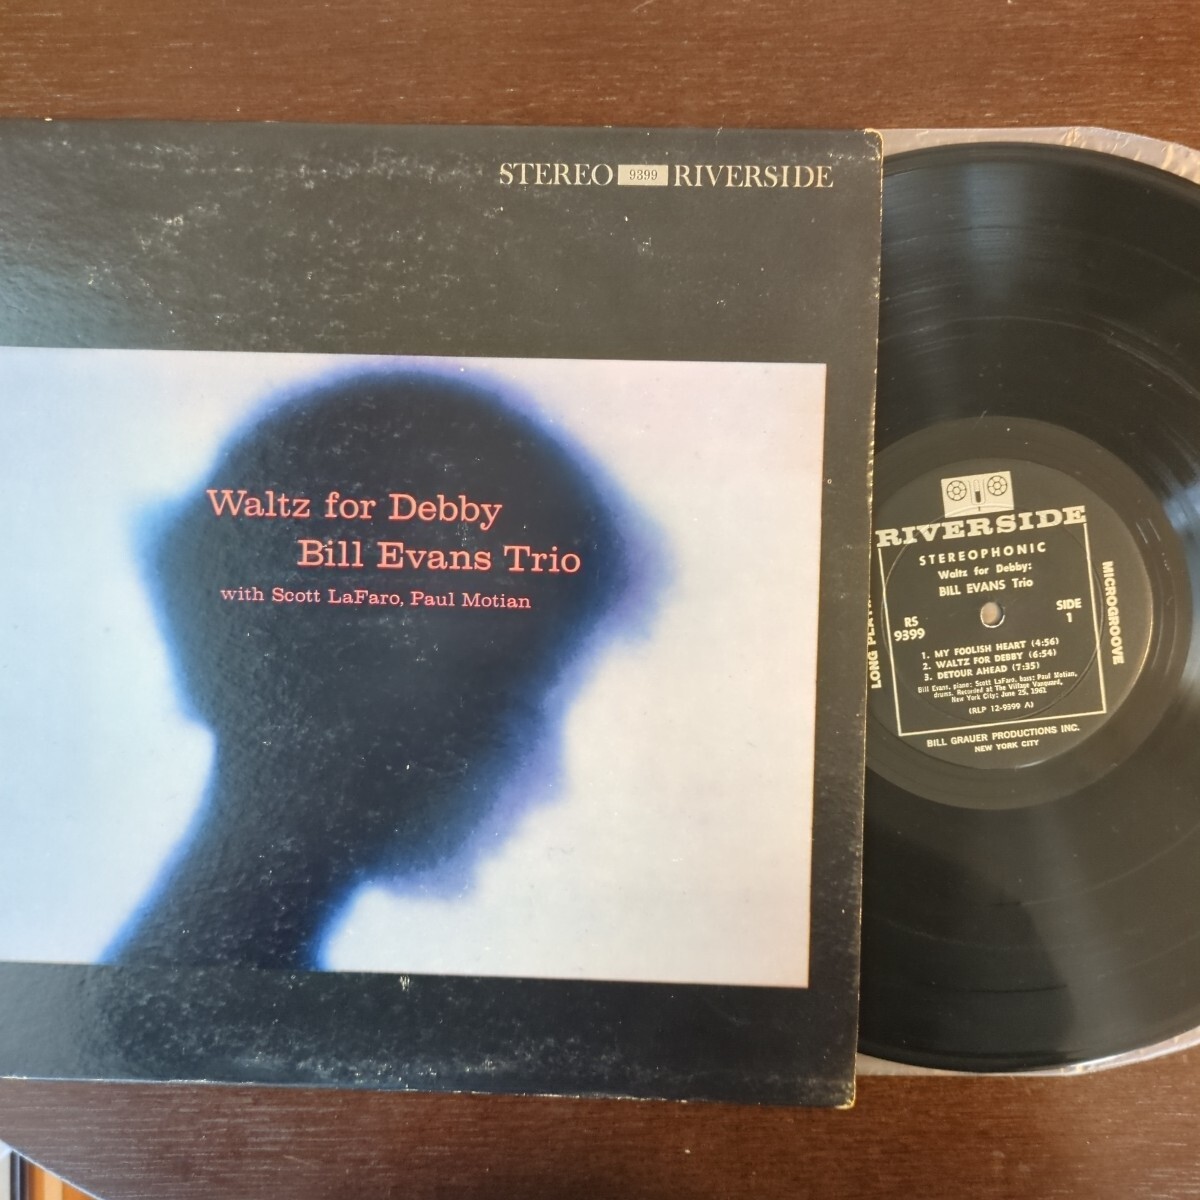 STEREO 9399 RIVERSIDE
Waltz for Debby
Bill Evans Trio
with Scott LaFaro, Paul Motian
RIVERSIDE
STEREOPHONIC
Waltz for Debby:
BILL EVANS Trio
RS
9399
SIDE
1
1. MY FOOLISH HEART (4:56)
2. WALTZ FOR DEBBY (6:54)
3. DETOUR AHEAD (7:35)
Bill Evans, piano; Scott LaFaro, bass; Paul Motian,
drums. Recorded at The Village Vanguard,
New York City; June 25, 1961
(RLP 12-9399 A)
LONG
MICROGROOVE
BILL GRAUER PRODUCTIONS INC.
NEW YORK CITY